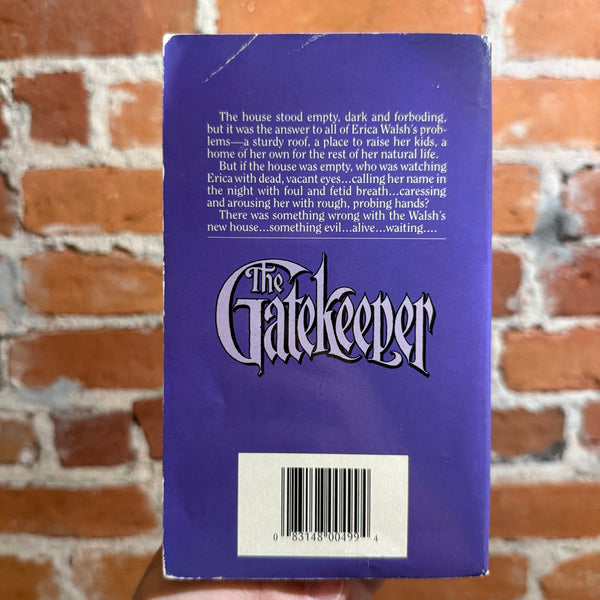 The house stood empty, dark and forboding,
but it was the answer to all of Erica Walsh's prob-
lems—a sturdy roof, a place to raise her kids, a
home of her own for the rest of her natural life.
But if the house was empty, who was watching
Erica with dead, vacant eyes...calling her name in
the night with foul and fetid breath...caressing
and arousing her with rough, probing hands?
There was something wrong with the Walsh's
new house...something evil...alive...waiting....
The
Gatekeeper
0 83148 00499 4